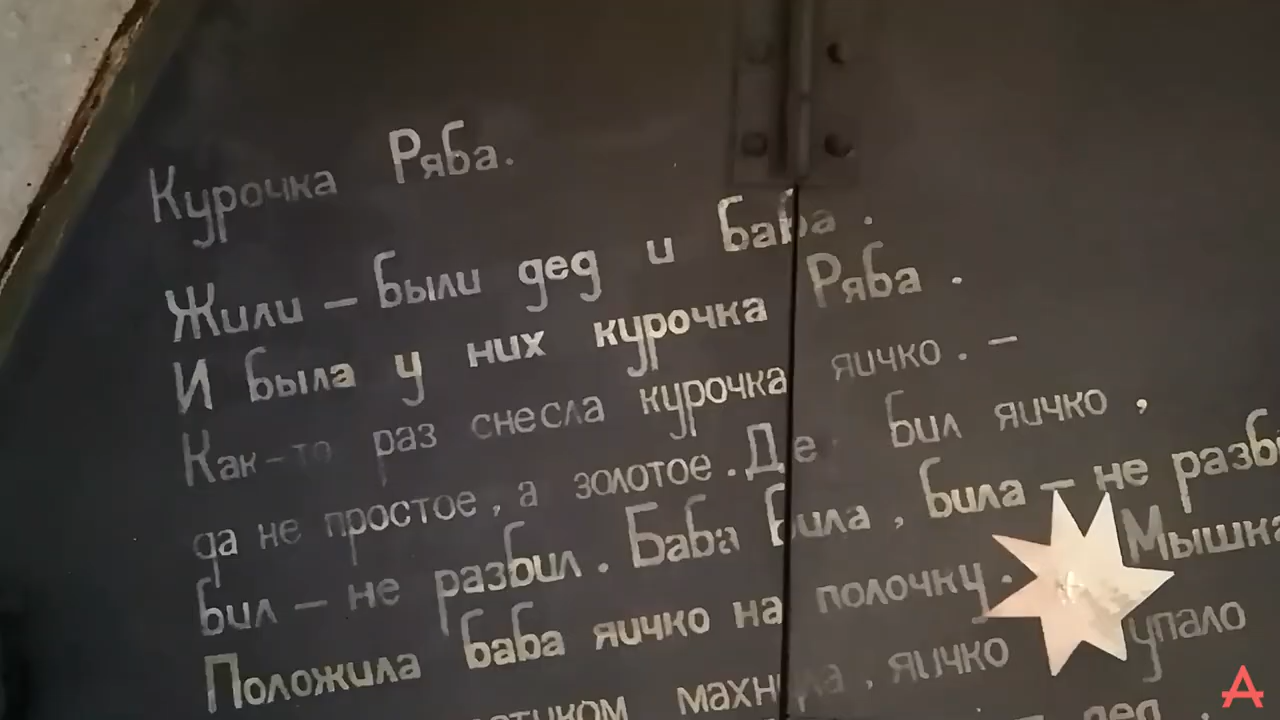 Курочка Ряба.
Жили – были дед и баба.
И была у них курочка Ряба.
Как-то раз снесла курочка яичко. –
да не простое, а золотое. Де бил яичко,
бил – не разбил. Баба била, била – не разб
Положила баба яичко на полочку. Мышка
махнула, яичко упало
дед.